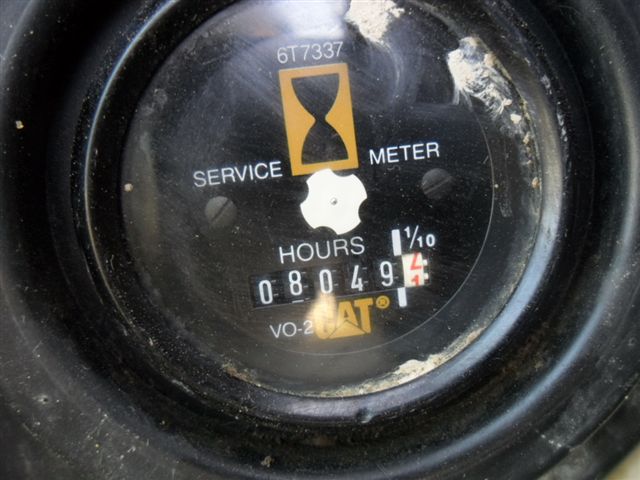 6T7337
SERVICE METER
HOURS 1/10
08049
VO-2 CAT®